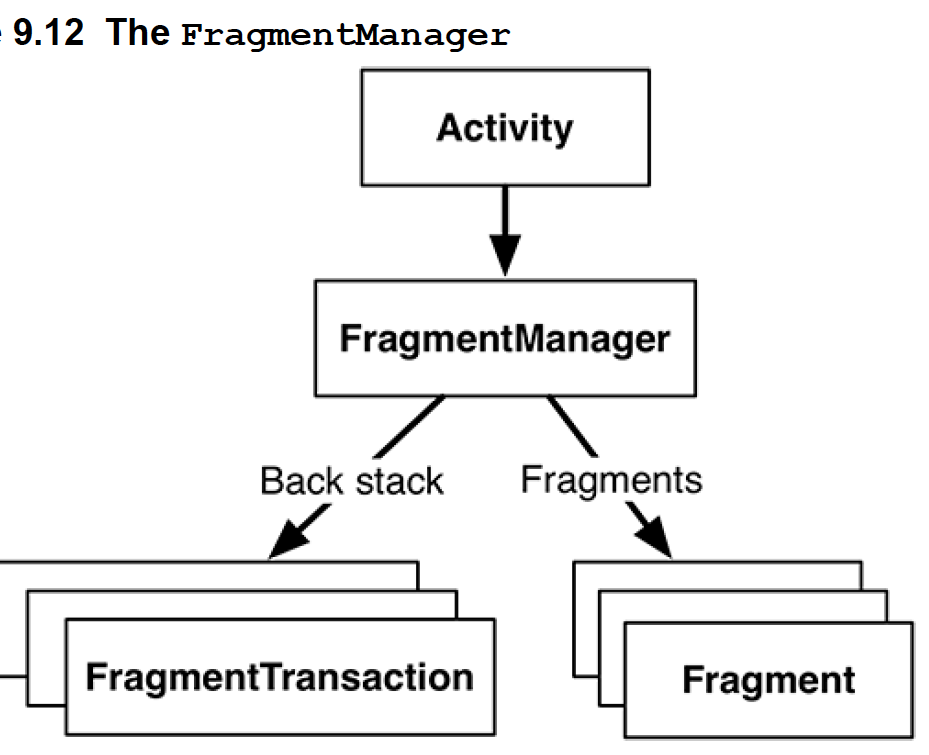 9.12 The FragmentManager
Activity
FragmentManager
Back stack
Fragments
FragmentTransaction
Fragment